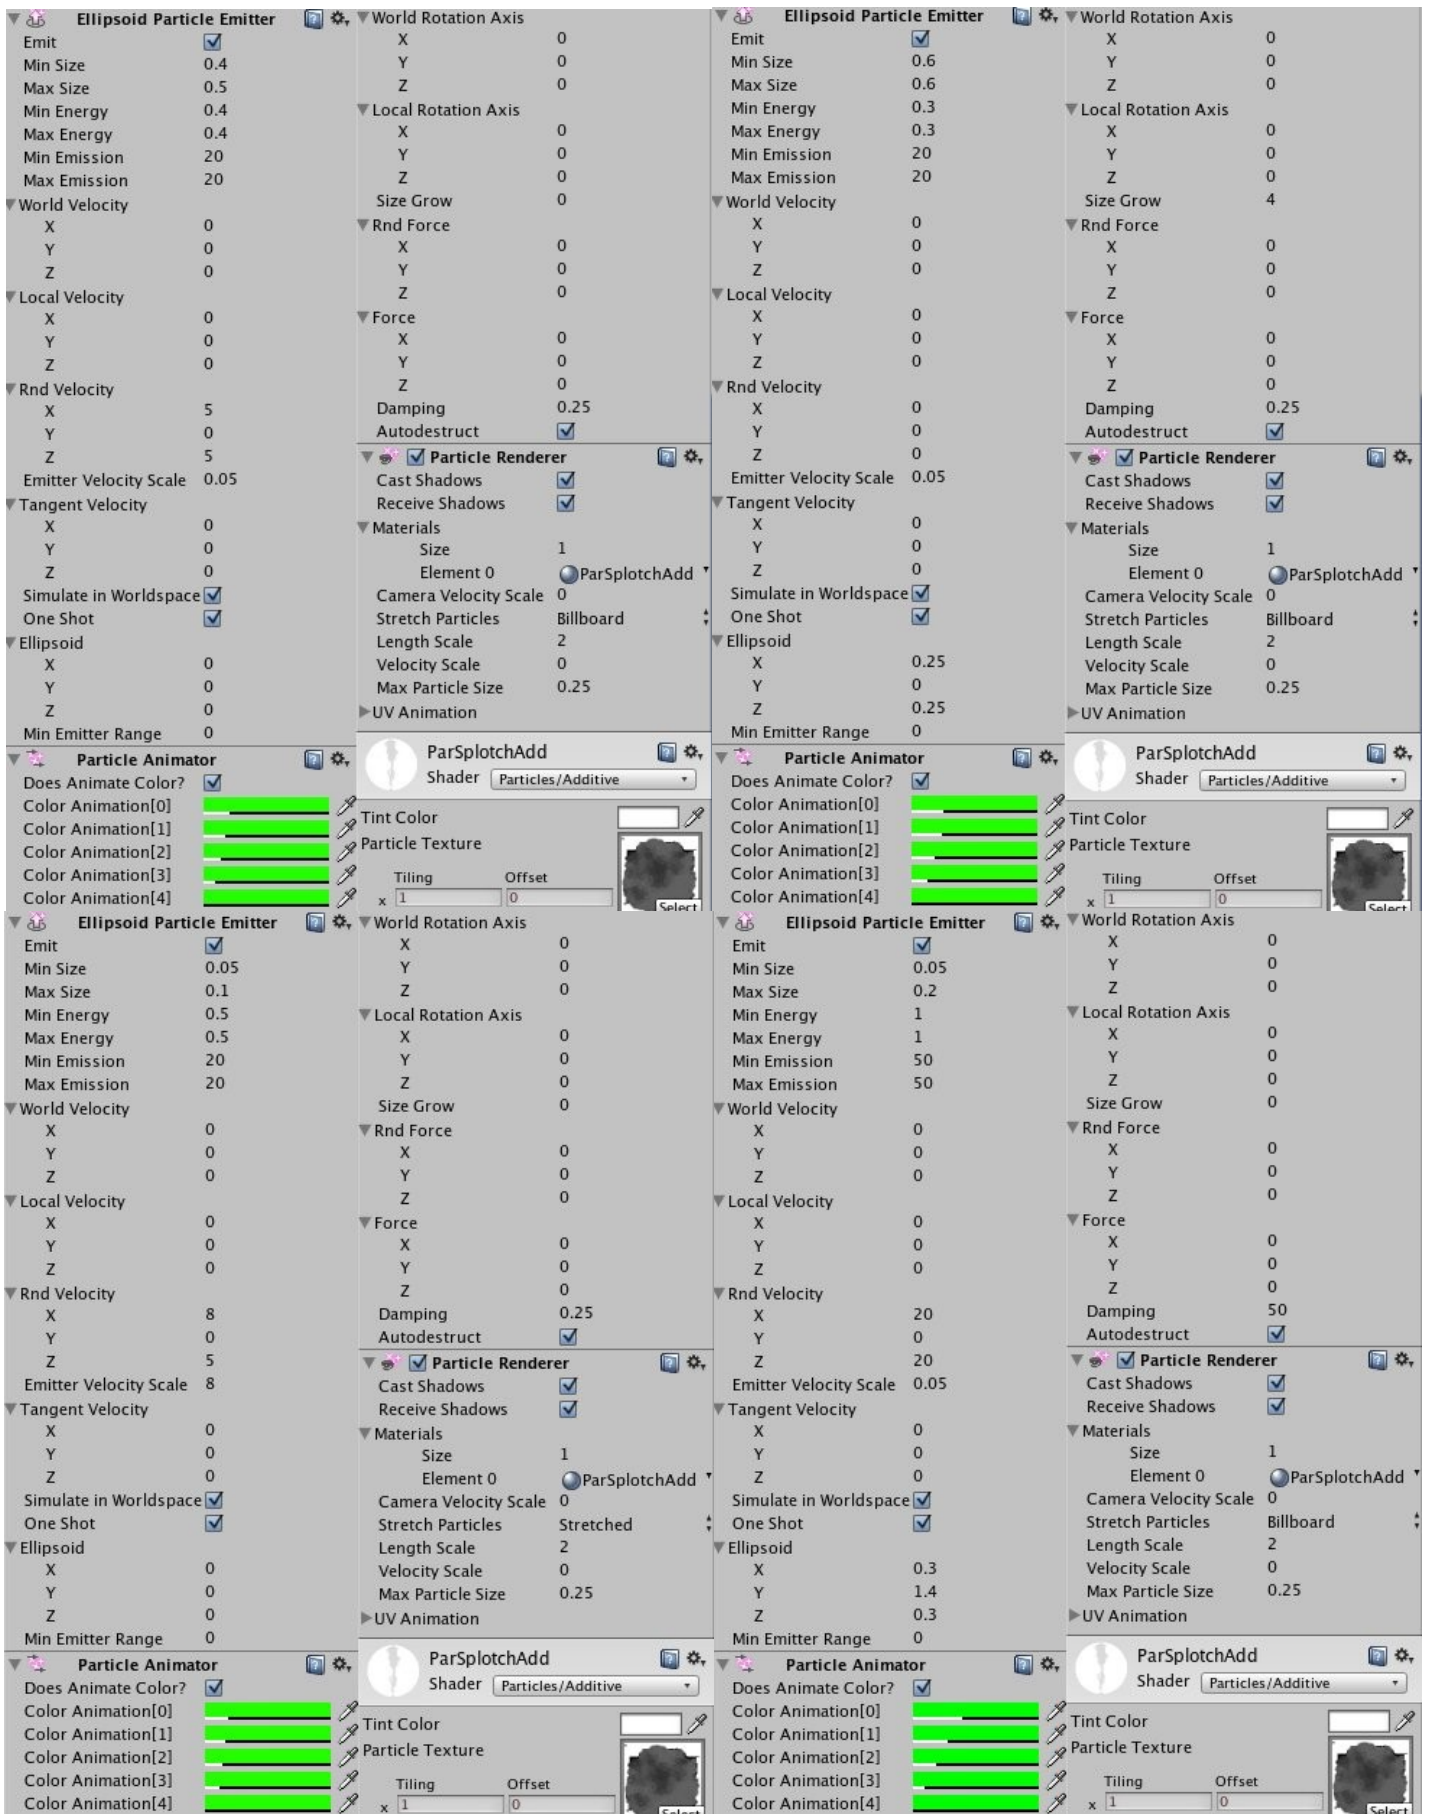 Ellipsoid Particle Emitter
Emit
Min Size 0.4
Max Size 0.5
Min Energy 0.4
Max Energy 0.4
Min Emission 20
Max Emission 20
World Velocity
X 0
Y 0
Z 0
Local Velocity
X 0
Y 0
Z 0
Rnd Velocity
X 5
Y 0
Z 5
Emitter Velocity Scale 0.05
Tangent Velocity
X 0
Y 0
Z 0
Simulate in Worldspace
One Shot
Ellipsoid
X 0
Y 0
Z 0
Min Emitter Range 0
Particle Animator
Does Animate Color?
Color Animation[0]
Color Animation[1]
Color Animation[2]
Color Animation[3]
Color Animation[4]
World Rotation Axis
X 0
Y 0
Z 0
Local Rotation Axis
X 0
Y 0
Z 0
Size Grow 0
Rnd Force
X 0
Y 0
Z 0
Force
X 0
Y 0
Z 0
Damping 0.25
Autodestruct
Particle Renderer
Cast Shadows
Receive Shadows
Materials
Size 1
Element 0 ParSplotchAdd
Camera Velocity Scale 0
Stretch Particles Billboard
Length Scale 2
Velocity Scale 0
Max Particle Size 0.25
UV Animation
ParSplotchAdd
Shader Particles/Additive
Tint Color
Particle Texture
Tiling Offset
x 1 0
Select
Ellipsoid Particle Emitter
Emit
Min Size 0.6
Max Size 0.6
Min Energy 0.3
Max Energy 0.3
Min Emission 20
Max Emission 20
World Velocity
X 0
Y 0
Z 0
Local Velocity
X 0
Y 0
Z 0
Rnd Velocity
X 0
Y 0
Z 0
Emitter Velocity Scale 0.05
Tangent Velocity
X 0
Y 0
Z 0
Simulate in Worldspace
One Shot
Ellipsoid
X 0.25
Y 0
Z 0.25
Min Emitter Range 0
Particle Animator
Does Animate Color?
Color Animation[0]
Color Animation[1]
Color Animation[2]
Color Animation[3]
Color Animation[4]
World Rotation Axis
X 0
Y 0
Z 0
Local Rotation Axis
X 0
Y 0
Z 0
Size Grow 4
Rnd Force
X 0
Y 0
Z 0
Force
X 0
Y 0
Z 0
Damping 0.25
Autodestruct
Particle Renderer
Cast Shadows
Receive Shadows
Materials
Size 1
Element 0 ParSplotchAdd
Camera Velocity Scale 0
Stretch Particles Billboard
Length Scale 2
Velocity Scale 0
Max Particle Size 0.25
UV Animation
ParSplotchAdd
Shader Particles/Additive
Tint Color
Particle Texture
Tiling Offset
x 1 0
Select
Ellipsoid Particle Emitter
Emit
Min Size 0.05
Max Size 0.1
Min Energy 0.5
Max Energy 0.5
Min Emission 20
Max Emission 20
World Velocity
X 0
Y 0
Z 0
Local Velocity
X 0
Y 0
Z 0
Rnd Velocity
X 8
Y 0
Z 5
Emitter Velocity Scale 8
Tangent Velocity
X 0
Y 0
Z 0
Simulate in Worldspace
One Shot
Ellipsoid
X 0
Y 0
Z 0
Min Emitter Range 0
Particle Animator
Does Animate Color?
Color Animation[0]
Color Animation[1]
Color Animation[2]
Color Animation[3]
Color Animation[4]
World Rotation Axis
X 0
Y 0
Z 0
Local Rotation Axis
X 0
Y 0
Z 0
Size Grow 0
Rnd Force
X 0
Y 0
Z 0
Force
X 0
Y 0
Z 0
Damping 0.25
Autodestruct
Particle Renderer
Cast Shadows
Receive Shadows
Materials
Size 1
Element 0 ParSplotchAdd
Camera Velocity Scale 0
Stretch Particles Stretched
Length Scale 2
Velocity Scale 0
Max Particle Size 0.25
UV Animation
ParSplotchAdd
Shader Particles/Additive
Tint Color
Particle Texture
Tiling Offset
x 1 0
Select
Ellipsoid Particle Emitter
Emit
Min Size 0.05
Max Size 0.2
Min Energy 1
Max Energy 1
Min Emission 50
Max Emission 50
World Velocity
X 0
Y 0
Z 0
Local Velocity
X 0
Y 0
Z 0
Rnd Velocity
X 20
Y 0
Z 20
Emitter Velocity Scale 0.05
Tangent Velocity
X 0
Y 0
Z 0
Simulate in Worldspace
One Shot
Ellipsoid
X 0.3
Y 1.4
Z 0.3
Min Emitter Range 0
Particle Animator
Does Animate Color?
Color Animation[0]
Color Animation[1]
Color Animation[2]
Color Animation[3]
Color Animation[4]
World Rotation Axis
X 0
Y 0
Z 0
Local Rotation Axis
X 0
Y 0
Z 0
Size Grow 0
Rnd Force
X 0
Y 0
Z 0
Force
X 0
Y 0
Z 0
Damping 50
Autodestruct
Particle Renderer
Cast Shadows
Receive Shadows
Materials
Size 1
Element 0 ParSplotchAdd
Camera Velocity Scale 0
Stretch Particles Billboard
Length Scale 2
Velocity Scale 0
Max Particle Size 0.25
UV Animation
ParSplotchAdd
Shader Particles/Additive
Tint Color
Particle Texture
Tiling Offset
x 1 0
Select